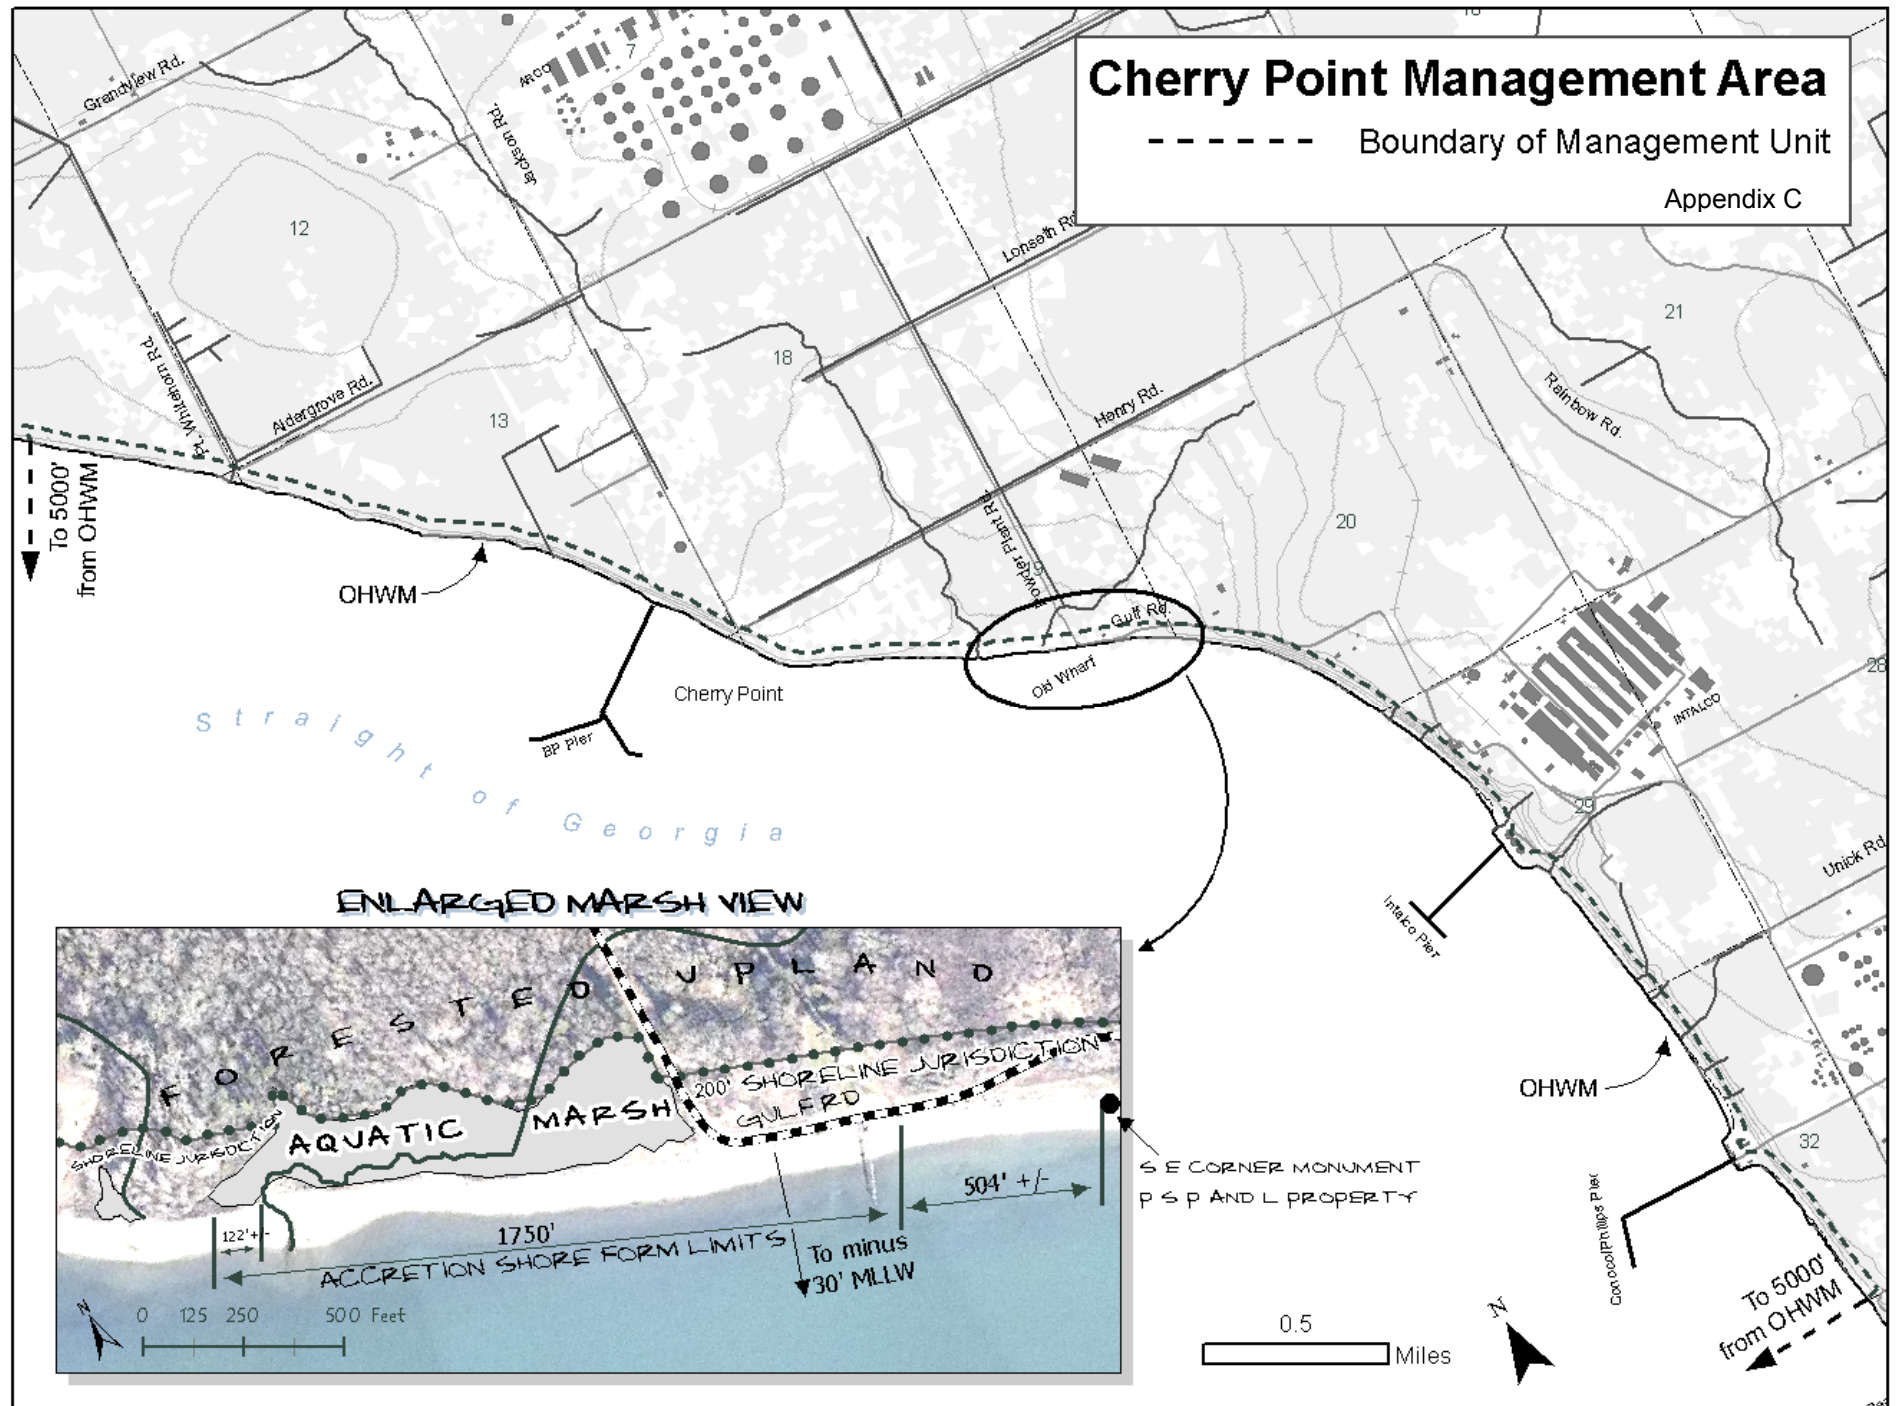 Cherry Point Management Area
Boundary of Management Unit
Appendix C
Grandview Rd.
ARCO
7
Jackson Rd.
12
Lonseth Rd
21
Pt. Whitehorn Rd.
Aldergrove Rd.
13
18
Henry Rd.
Rainbow Rd.
To 5000'
from OHWM
OHWM
Powder Plant Rd.
20
Gulf Rd.
Old Wharf
Cherry Point
BP Pier
Straight of Georgia
28
INTALCO
29
Unick Rd
Intalco Pier
OHWM
32
ConocoPhillips Pier
To 5000'
from OHWM
ENLARGED MARSH VIEW
FORESTED UPLAND
200' SHORELINE JURISDICTION
GULF RD
AQUATIC MARSH
SHORELINE JURISDICTION
S E CORNER MONUMENT
P S P AND L PROPERTY
504' +/-
122'+/-
1750'
ACCRETION SHORE FORM LIMITS
To minus
30' MLLW
N
0 125 250 500 Feet
0.5
Miles
N